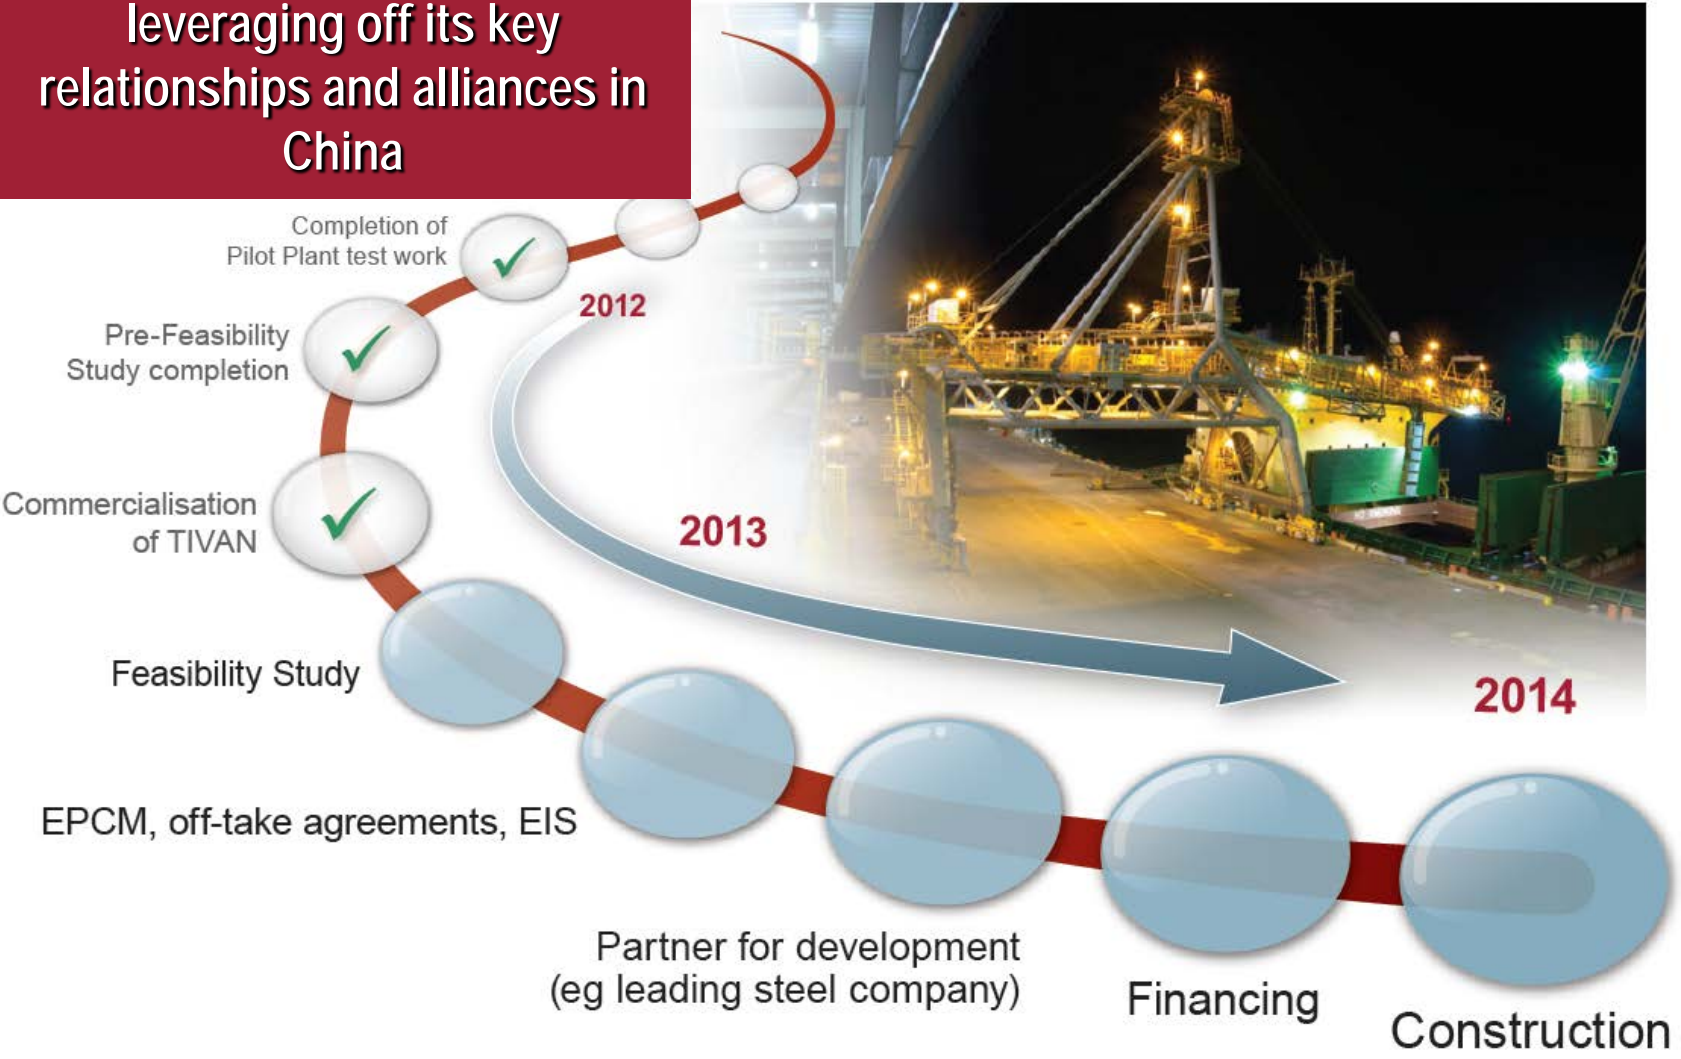 leveraging off its key
relationships and alliances in
China
Completion of
Pilot Plant test work
2012
Pre-Feasibility
Study completion
Commercialisation
of TIVAN
2013
Feasibility Study
2014
EPCM, off-take agreements, EIS
Partner for development
(eg leading steel company)
Financing
Construction